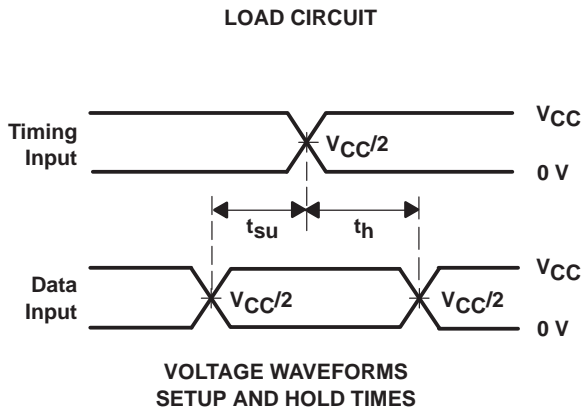 LOAD CIRCUIT
Timing
Input
VCC/2
VCC
0 V
tsu
th
Data
Input
VCC/2
VCC/2
VCC
0 V
VOLTAGE WAVEFORMS
SETUP AND HOLD TIMES